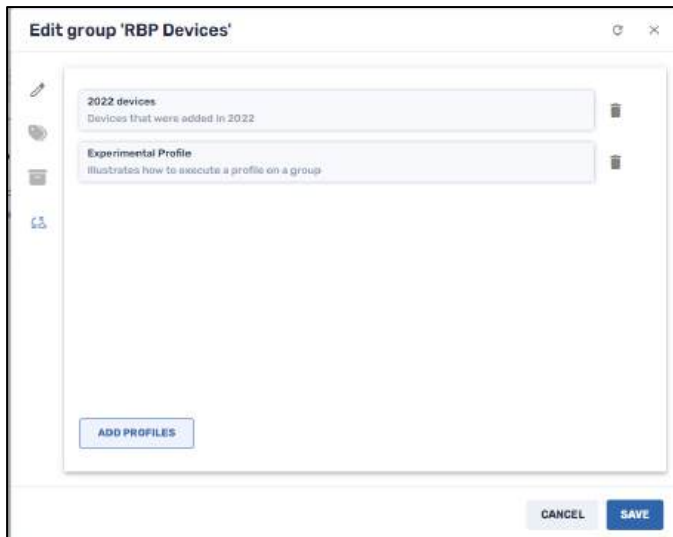 Edit group 'RBP Devices'
2022 devices
Devices that were added in 2022
Experimental Profile
Illustrates how to execute a profile on a group
ADD PROFILES
CANCEL
SAVE